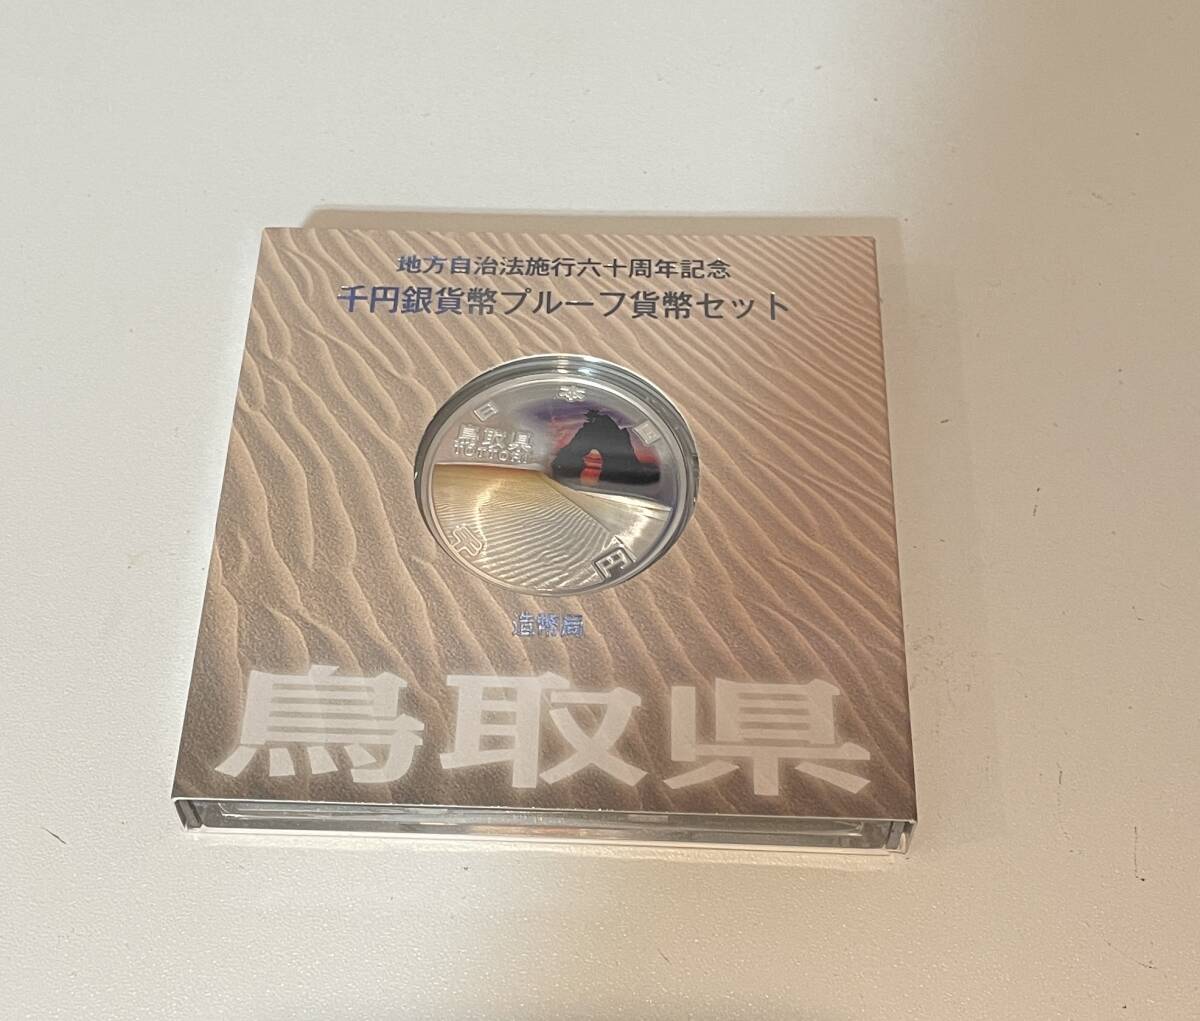 地方自治法施行六十周年記念
千円銀貨幣プルーフ貨幣セット
日本国
鳥取県
TOTTORI
千円
造幣局
鳥取県